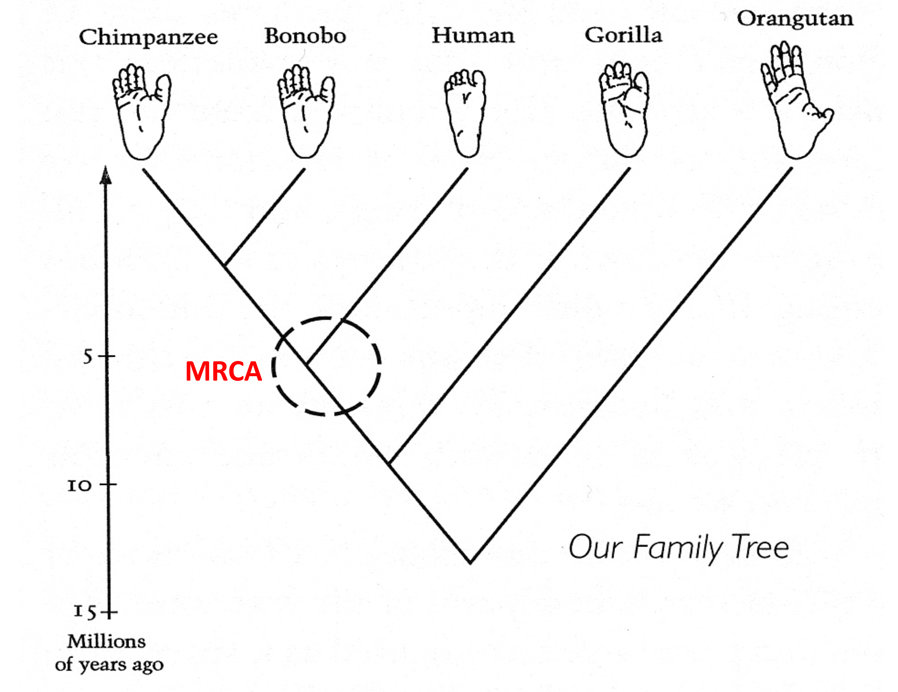 Chimpanzee
Bonobo
Human
Gorilla
Orangutan
MRCA
5
10
15
Our Family Tree
Millions
of years ago